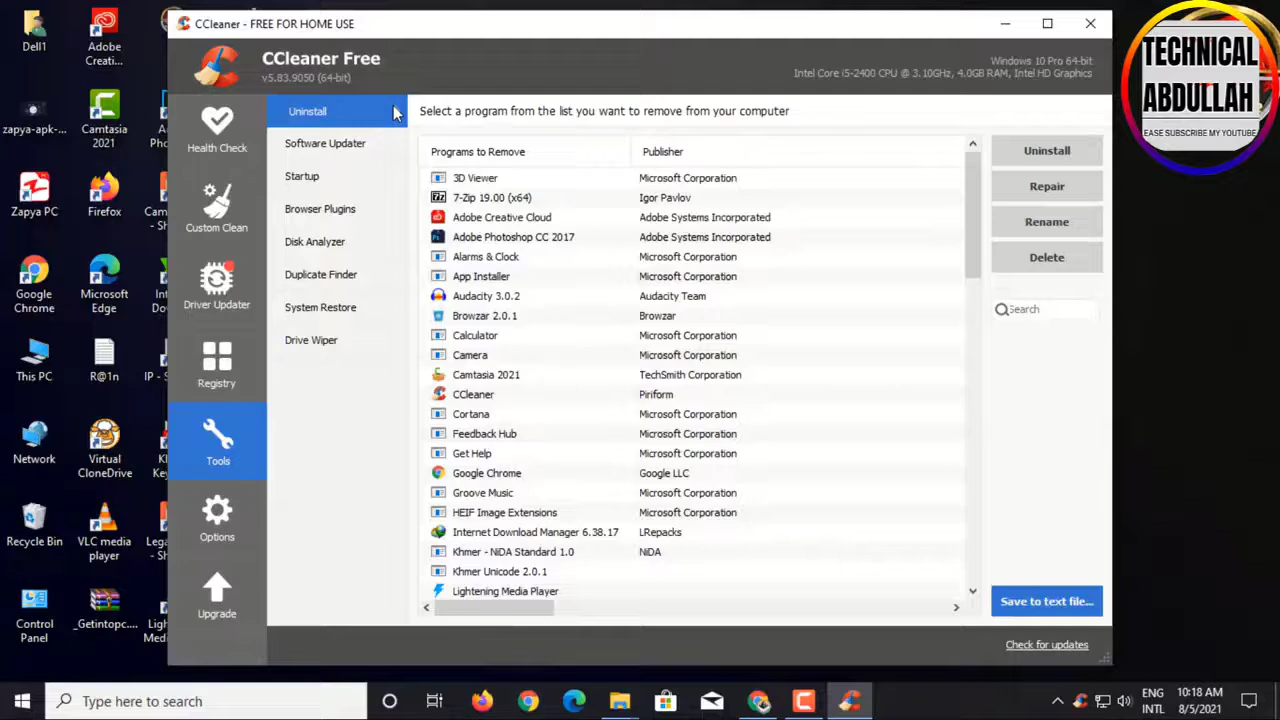 CCleaner - FREE FOR HOME USE
CCleaner Free
v5.83.9050 (64-bit)
Windows 10 Pro 64-bit
Intel Core i5-2400 CPU @ 3.10GHz, 4.0GB RAM, Intel HD Graphics
TECHNICAL
ABDULLAH
EASE SUBSCRIBE MY YOUTUBE
Dell1
Adobe
Creati...
zapya-apk-...
Camtasia
2021
Zapya PC
Firefox
Google
Chrome
Microsoft
Edge
This PC
R@1n
Network
Virtual
CloneDrive
Recycle Bin
VLC media
player
Control
Panel
_Getintopc....
Health Check
Custom Clean
Driver Updater
Registry
Tools
Options
Upgrade
Uninstall
Software Updater
Startup
Browser Plugins
Disk Analyzer
Duplicate Finder
System Restore
Drive Wiper
Select a program from the list you want to remove from your computer
Programs to Remove Publisher
3D Viewer Microsoft Corporation
7-Zip 19.00 (x64) Igor Pavlov
Adobe Creative Cloud Adobe Systems Incorporated
Adobe Photoshop CC 2017 Adobe Systems Incorporated
Alarms & Clock Microsoft Corporation
App Installer Microsoft Corporation
Audacity 3.0.2 Audacity Team
Browzar 2.0.1 Browzar
Calculator Microsoft Corporation
Camera Microsoft Corporation
Camtasia 2021 TechSmith Corporation
CCleaner Piriform
Cortana Microsoft Corporation
Feedback Hub Microsoft Corporation
Get Help Microsoft Corporation
Google Chrome Google LLC
Groove Music Microsoft Corporation
HEIF Image Extensions Microsoft Corporation
Internet Download Manager 6.38.17 LRepacks
Khmer - NiDA Standard 1.0 NiDA
Khmer Unicode 2.0.1
Lightening Media Player
Uninstall
Repair
Rename
Delete
Search
Save to text file...
Check for updates
Type here to search
ENG
INTL
10:18 AM
8/5/2021